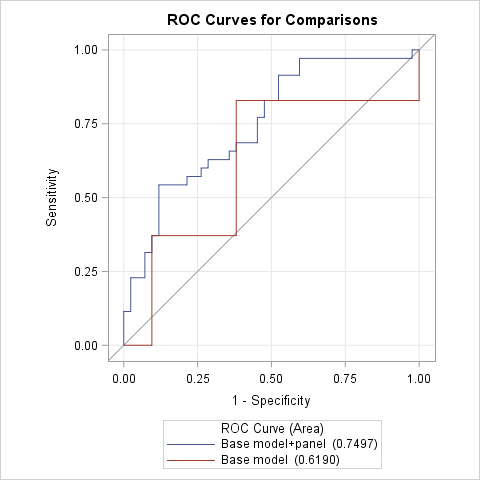 ROC Curves for Comparisons
1.00
0.75
0.50
0.25
0.00
Sensitivity
0.00 0.25 0.50 0.75 1.00
1 - Specificity
ROC Curve (Area)
Base model+panel (0.7497)
Base model (0.6190)